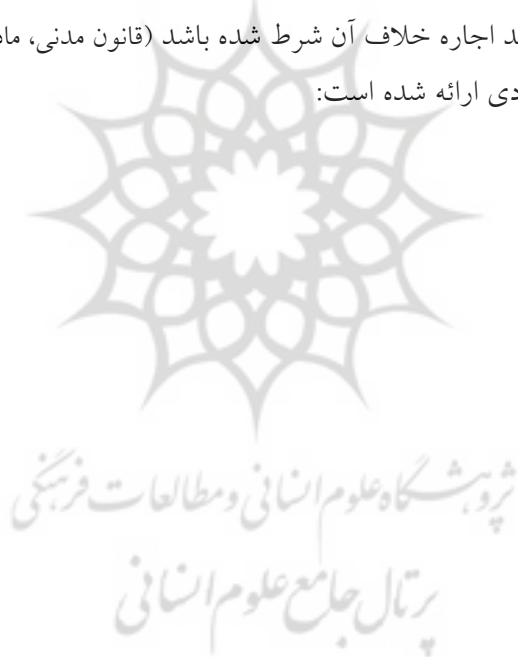 د اجاره خلاف آن شرط شده باشد (قانون مدنی، ماد
دی ارائه شده است:
پژوهشگاه علوم انسانی و مطالعات فرهنگی
پرتال جامع علوم انسانی